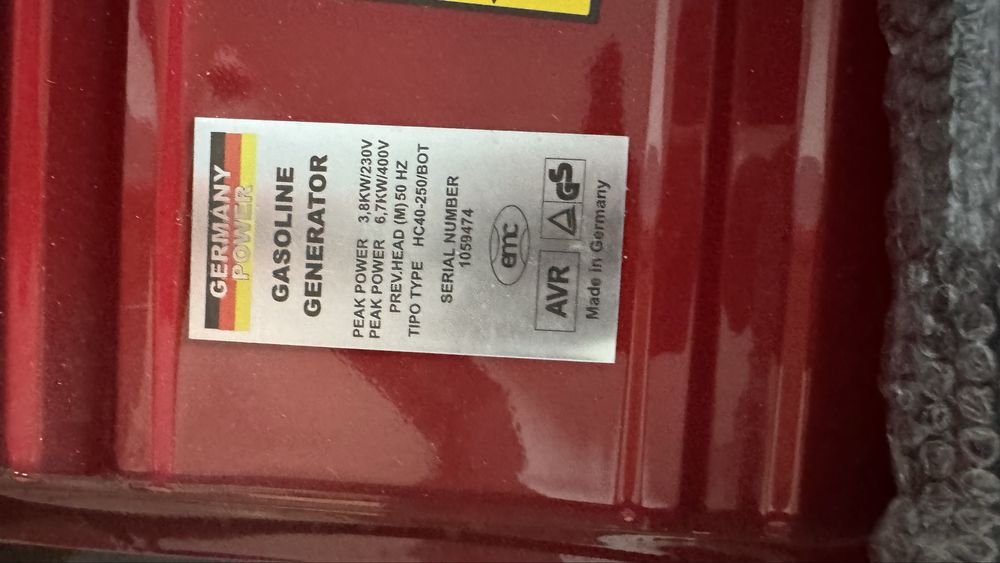 GERMANY
POWER
GASOLINE
GENERATOR
PEAK POWER 3,8KW/230V
PEAK POWER 6,7KW/400V
PREV.HEAD (M) 50 HZ
TIPO TYPE HC40-250/BOT
SERIAL NUMBER
1059474
emc
AVR GS
Made in Germany